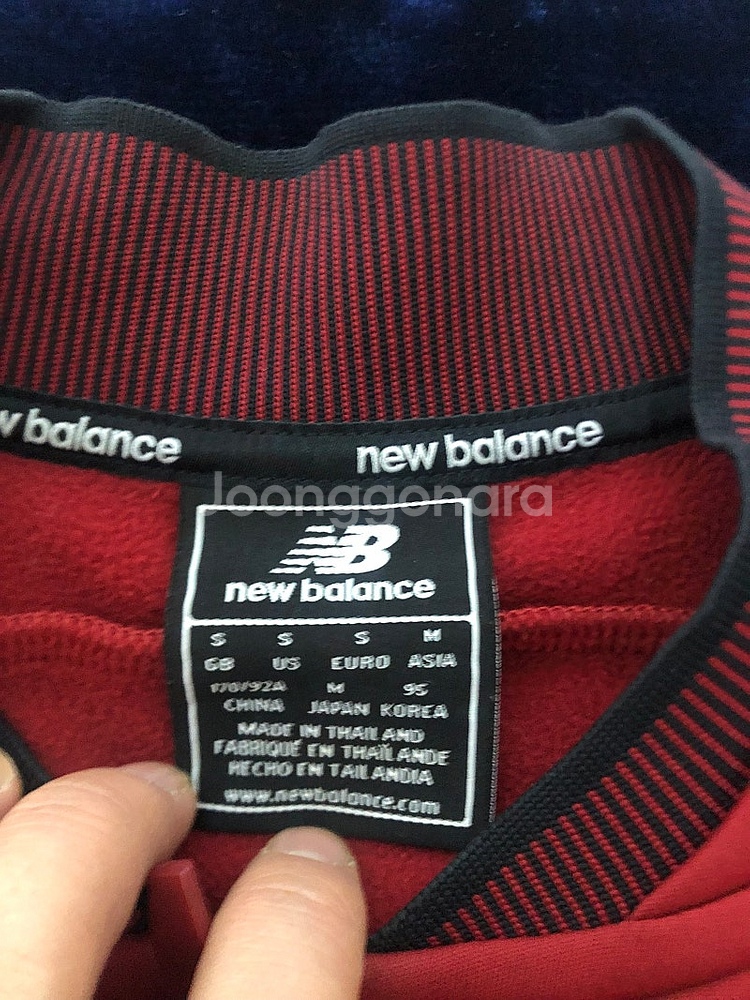 w balance
new balance
Joonggonara
NB
new balance
S S S M
GB US EURO ASIA
170/92A M 95
CHINA JAPAN KOREA
MADE IN THAILAND
FABRIQUÉ EN THAÏLANDE
HECHO EN TAILANDIA
www.newbalance.com